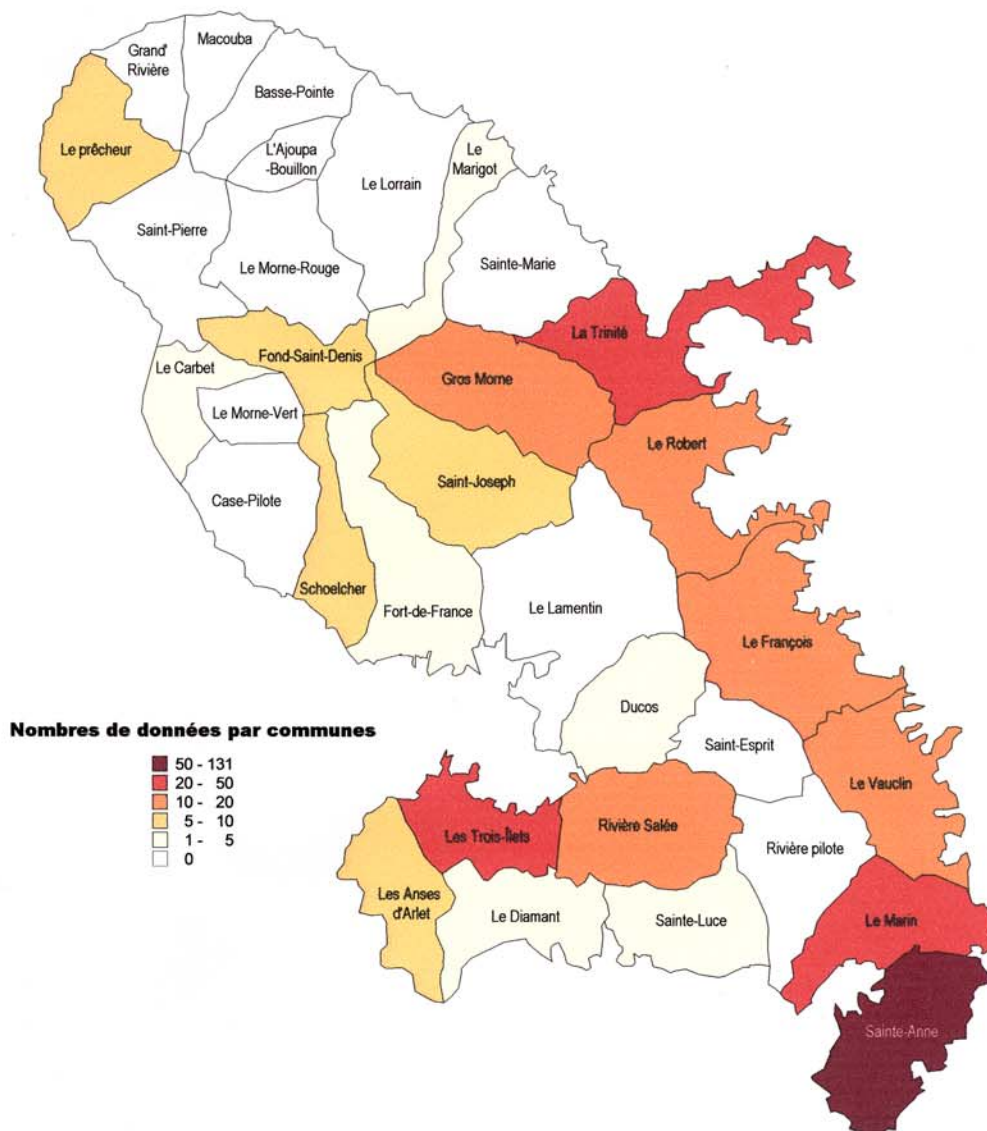 Macouba
Grand'
Rivière
Basse-Pointe
Le prêcheur
L'Ajoupa
-Bouillon
Le
Marigot
Le Lorrain
Saint-Pierre
Le Morne-Rouge
Sainte-Marie
La Trinité
Fond-Saint-Denis
Le Carbet
Gros Morne
Le Morne-Vert
Le Robert
Saint-Joseph
Case-Pilote
Schoelcher
Fort-de-France
Le Lamentin
Le François
Ducos
Saint-Esprit
Nombres de données par communes
50 - 131
20 - 50
10 - 20
5 - 10
1 - 5
0
Le Vauclin
Les Trois-Îlets
Rivière Salée
Rivière pilote
Les Anses
d'Arlet
Le Diamant
Sainte-Luce
Le Marin
Sainte-Anne